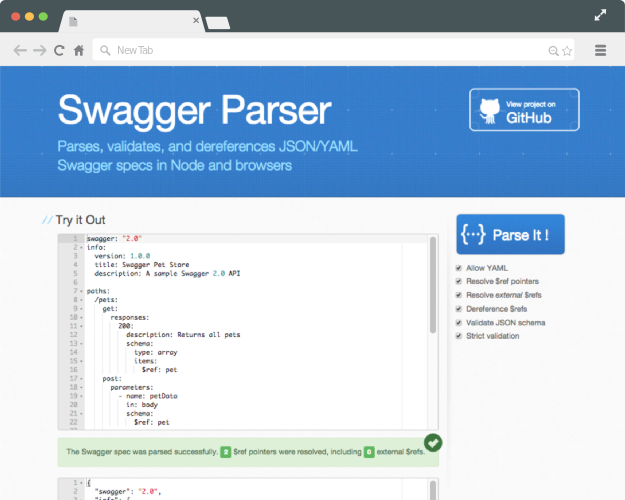 New Tab
Swagger Parser
Parses, validates, and dereferences JSON/YAML
Swagger specs in Node and browsers
View project on
GitHub
// Try it Out
{···} Parse It !
Allow YAML
Resolve $ref pointers
Resolve external $refs
Dereference $refs
Validate JSON schema
Strict validation
1 swagger: "2.0"
2 info:
3 version: 1.0.0
4 title: Swagger Pet Store
5 description: A sample Swagger 2.0 API
6
7 paths:
8 /pets:
9 get:
10 responses:
11 200:
12 description: Returns all pets
13 schema:
14 type: array
15 items:
16 $ref: pet
17 post:
18 parameters:
19 - name: petData
20 in: body
21 schema:
22 $ref: pet
The Swagger spec was parsed successfully. 2 $ref pointers were resolved, including 0 external $refs.
1 {
2 "swagger": "2.0",
"info": {